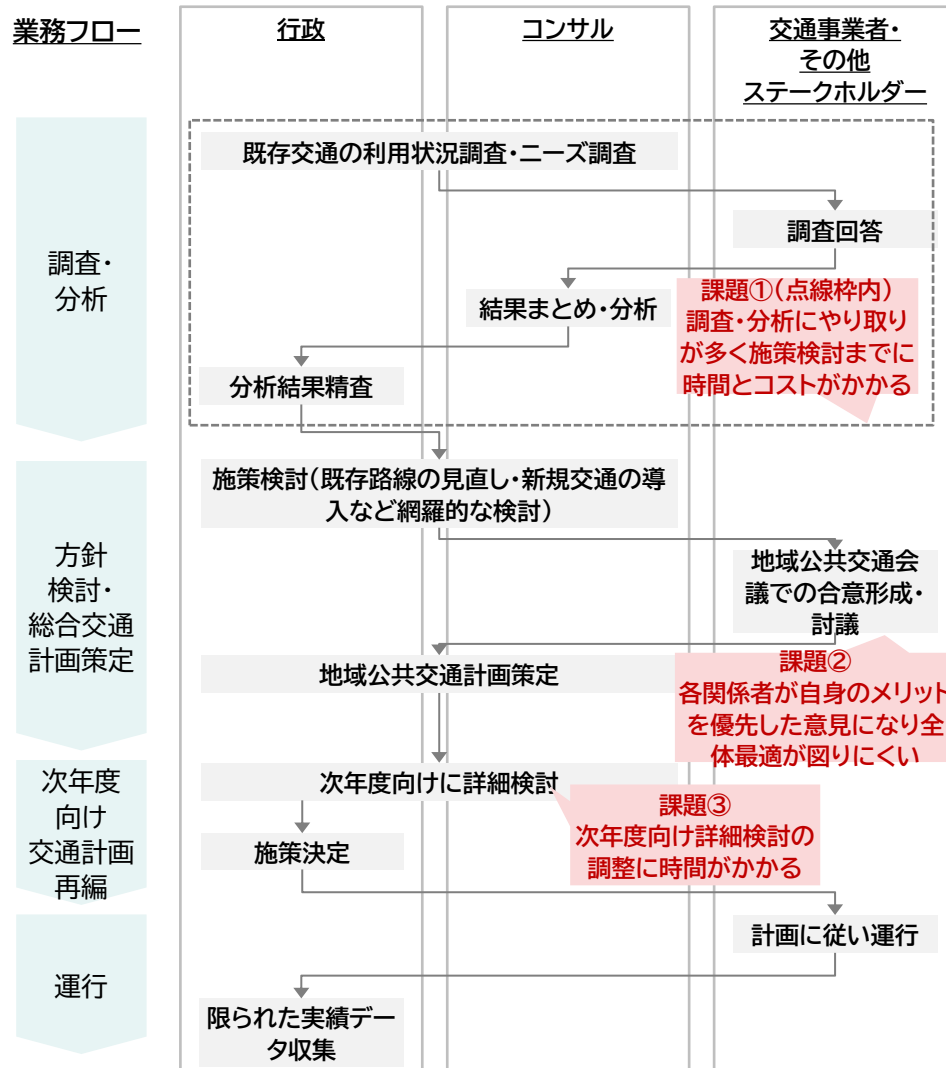 業務フロー
行政
コンサル
交通事業者・
その他
ステークホルダー
調査・
分析
既存交通の利用状況調査・ニーズ調査
調査回答
結果まとめ・分析
課題①(点線枠内)
調査・分析にやり取り
が多く施策検討までに
時間とコストがかかる
分析結果精査
方針
検討・
総合交通
計画策定
施策検討(既存路線の見直し・新規交通の導
入など網羅的な検討)
地域公共交通会
議での合意形成・
討議
地域公共交通計画策定
課題②
各関係者が自身のメリット
を優先した意見になり全
体最適が図りにくい
次年度
向け
交通計画
再編
次年度向けに詳細検討
課題③
次年度向け詳細検討の
調整に時間がかかる
施策決定
運行
計画に従い運行
限られた実績デー
タ収集